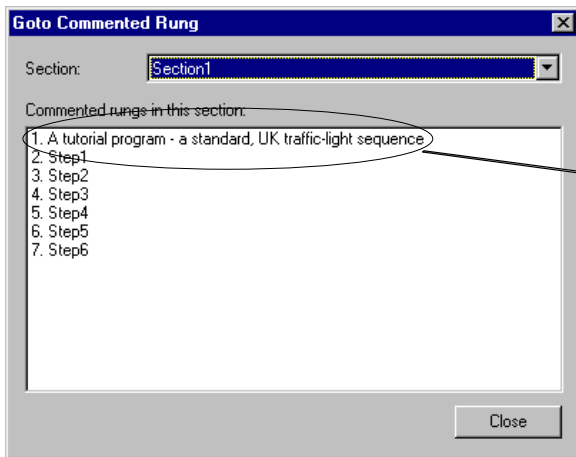 Goto Commented Rung
Section: Section1
Commented rungs in this section:
1. A tutorial program - a standard, UK traffic-light sequence
2. Step1
3. Step2
4. Step3
5. Step4
6. Step5
7. Step6
Close